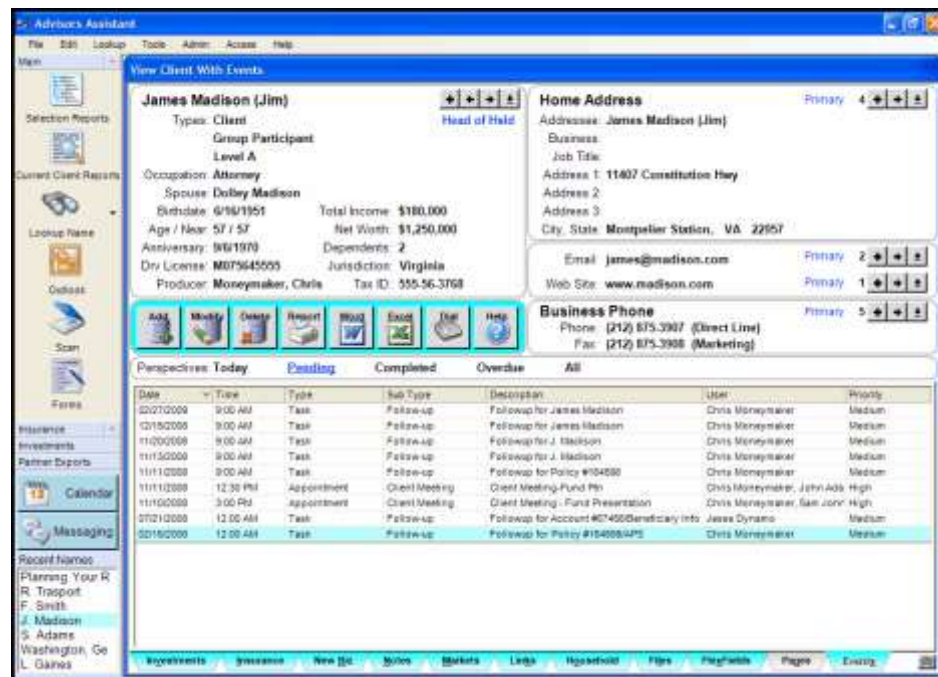 Advisors Assistant
File Edit Lookup Tools Admin Access Help
Main
View Client With Events
Selection Reports
Current Client Reports
Lookup Name
Outlook
Scan
Forms
Insurance
Investments
Partner Exports
Calendar
Messaging
Recent Names
Planning Your R
R. Trasport
F. Smith
J. Madison
S. Adams
Washington, Ge
L. Gaines
James Madison (Jim)
Types: Client Head of Hsld
Group Participant
Level A
Occupation: Attorney
Spouse: Dolley Madison
Birthdate: 6/16/1951 Total Income: $180,000
Age / Near: 57 / 57 Net Worth: $1,250,000
Anniversary: 9/6/1970 Dependents: 2
Drv License: M075645555 Jurisdiction: Virginia
Producer: Moneymaker, Chris Tax ID: 555-56-3768
Home Address Primary 4
Addressee: James Madison (Jim)
Business:
Job Title:
Address 1: 11407 Constitution Hwy
Address 2:
Address 3:
City, State: Montpelier Station, VA 22957
Email: james@madison.com Primary 2
Web Site: www.madison.com Primary 1
Business Phone Primary 5
Phone: (212) 875-3907 (Direct Line)
Fax: (212) 875-3908 (Marketing)
Add Modify Delete Report Word Excel Dial Help
Perspectives: Today Pending Completed Overdue All
Date Time Type Sub Type Description User Priority
02/27/2009 9:00 AM Task Follow-up Followup for James Madison Chris Moneymaker Medium
12/15/2008 9:00 AM Task Follow-up Followup for James Madison Chris Moneymaker Medium
11/20/2008 9:00 AM Task Follow-up Followup for J. Madison Chris Moneymaker Medium
11/13/2008 9:00 AM Task Follow-up Followup for J. Madison Chris Moneymaker Medium
11/11/2008 9:00 AM Task Follow-up Followup for Policy Chris Moneymaker Medium
11/11/2008 12:30 PM Appointment Client Meeting Client Meeting-Fund Chris Moneymaker, John Ada High
11/10/2008 3:00 PM Appointment Client Meeting Client Meeting - Fund Presentation Chris Moneymaker, Sam High
07/21/2008 12:00 AM Task Follow-up Followup for Account Info Jesse Dynamo Medium
02/16/2008 12:00 AM Task Follow-up Followup for Policy Chris Moneymaker Medium
Investments Insurance New Biz Notes Markets Links Household Files FlexFields Pages Events